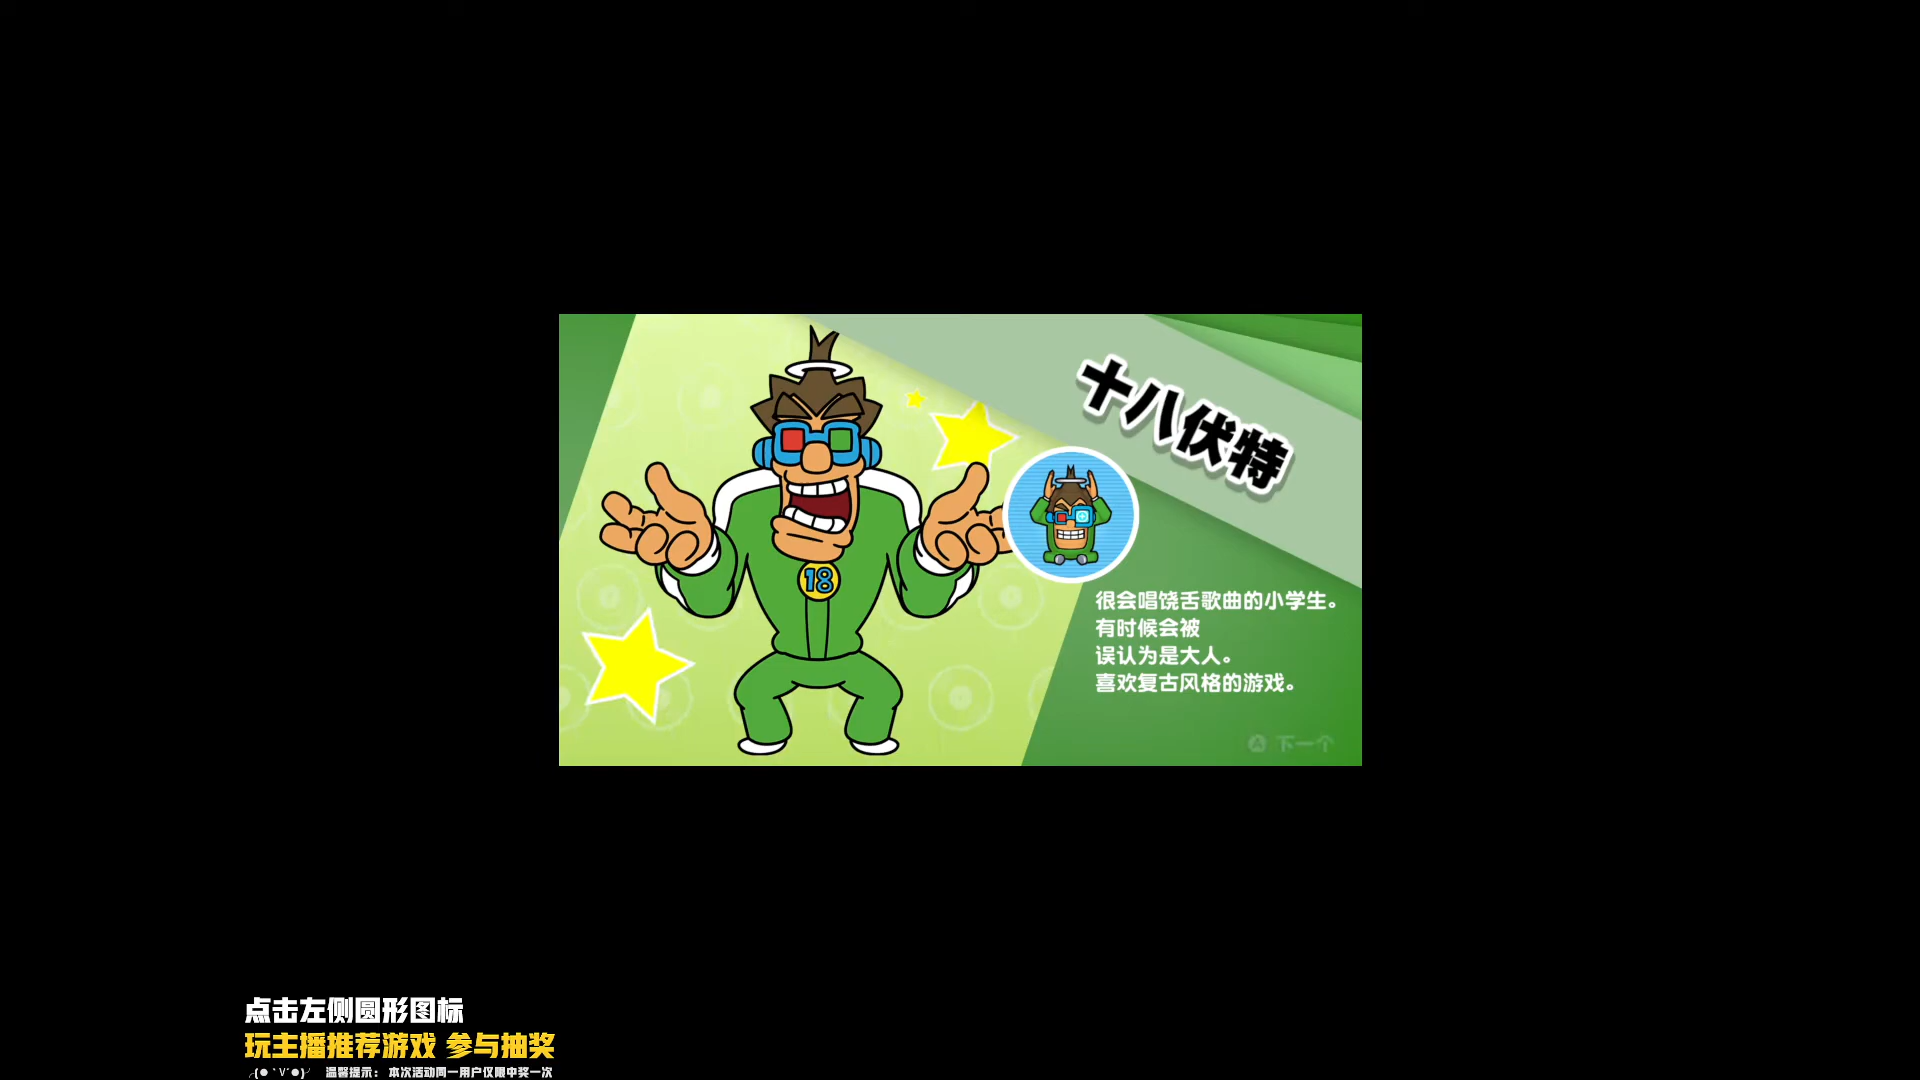 十八伏特
18
很会唱饶舌歌曲的小学生。
有时候会被
误认为是大人。
喜欢复古风格的游戏。
A 下一个
点击左侧圆形图标
玩主播推荐游戏 参与抽奖
╭(●｀∀´●)╯ 温馨提示： 本次活动同一用户仅限中奖一次